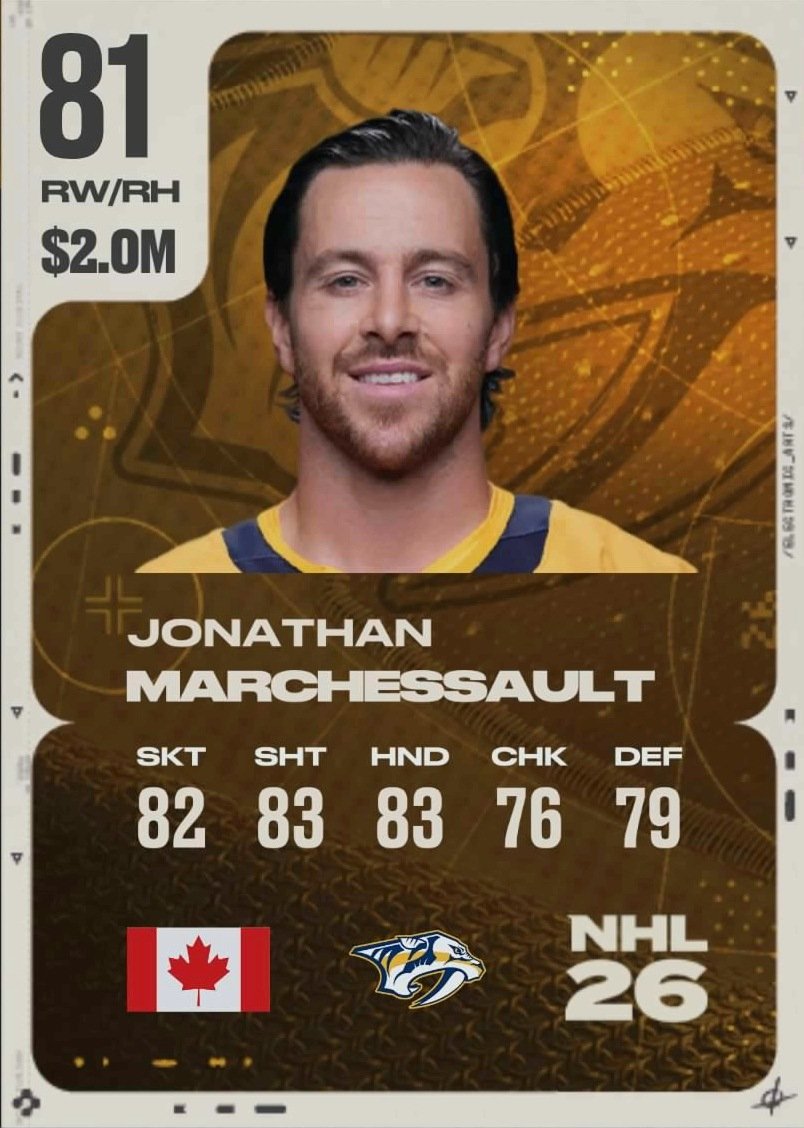 81
RW/RH
$2.0M
/ELECTRONIC_ARTS/
JONATHAN
MARCHESSAULT
SKT SHT HND CHK DEF
82 83 83 76 79
NHL
26